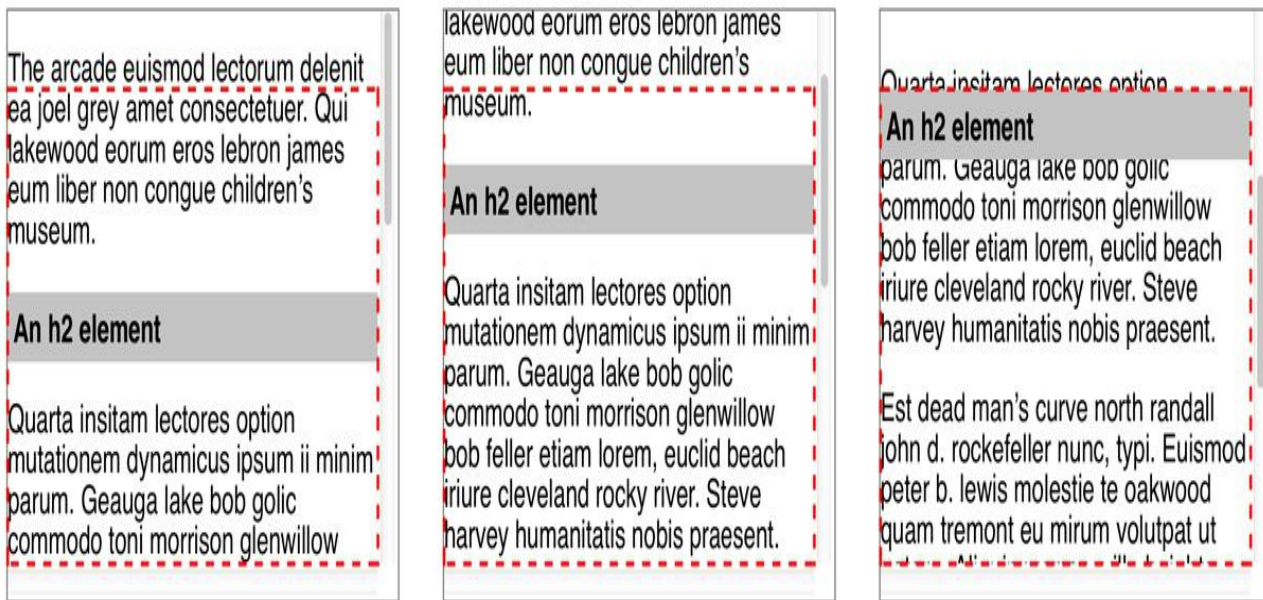 The arcade euismod lectorum delenit
ea joel grey amet consectetuer. Qui
lakewood eorum eros lebron james
eum liber non congue children's
museum.
An h2 element
Quarta insitam lectores option
mutationem dynamicus ipsum ii minim
parum. Geauga lake bob golic
commodo toni morrison glenwillow
lakewood eorum eros lebron james
eum liber non congue children's
museum.
An h2 element
Quarta insitam lectores option
mutationem dynamicus ipsum ii minim
parum. Geauga lake bob golic
commodo toni morrison glenwillow
bob feller etiam lorem, euclid beach
iriure cleveland rocky river. Steve
harvey humanitatis nobis praesent.
Quarta insitam lectores option
An h2 element
parum. Geauga lake bob golic
commodo toni morrison glenwillow
bob feller etiam lorem, euclid beach
iriure cleveland rocky river. Steve
harvey humanitatis nobis praesent.
Est dead man's curve north randall
john d. rockefeller nunc, typi. Euismod
peter b. lewis molestie te oakwood
quam tremont eu mirum volutpat ut